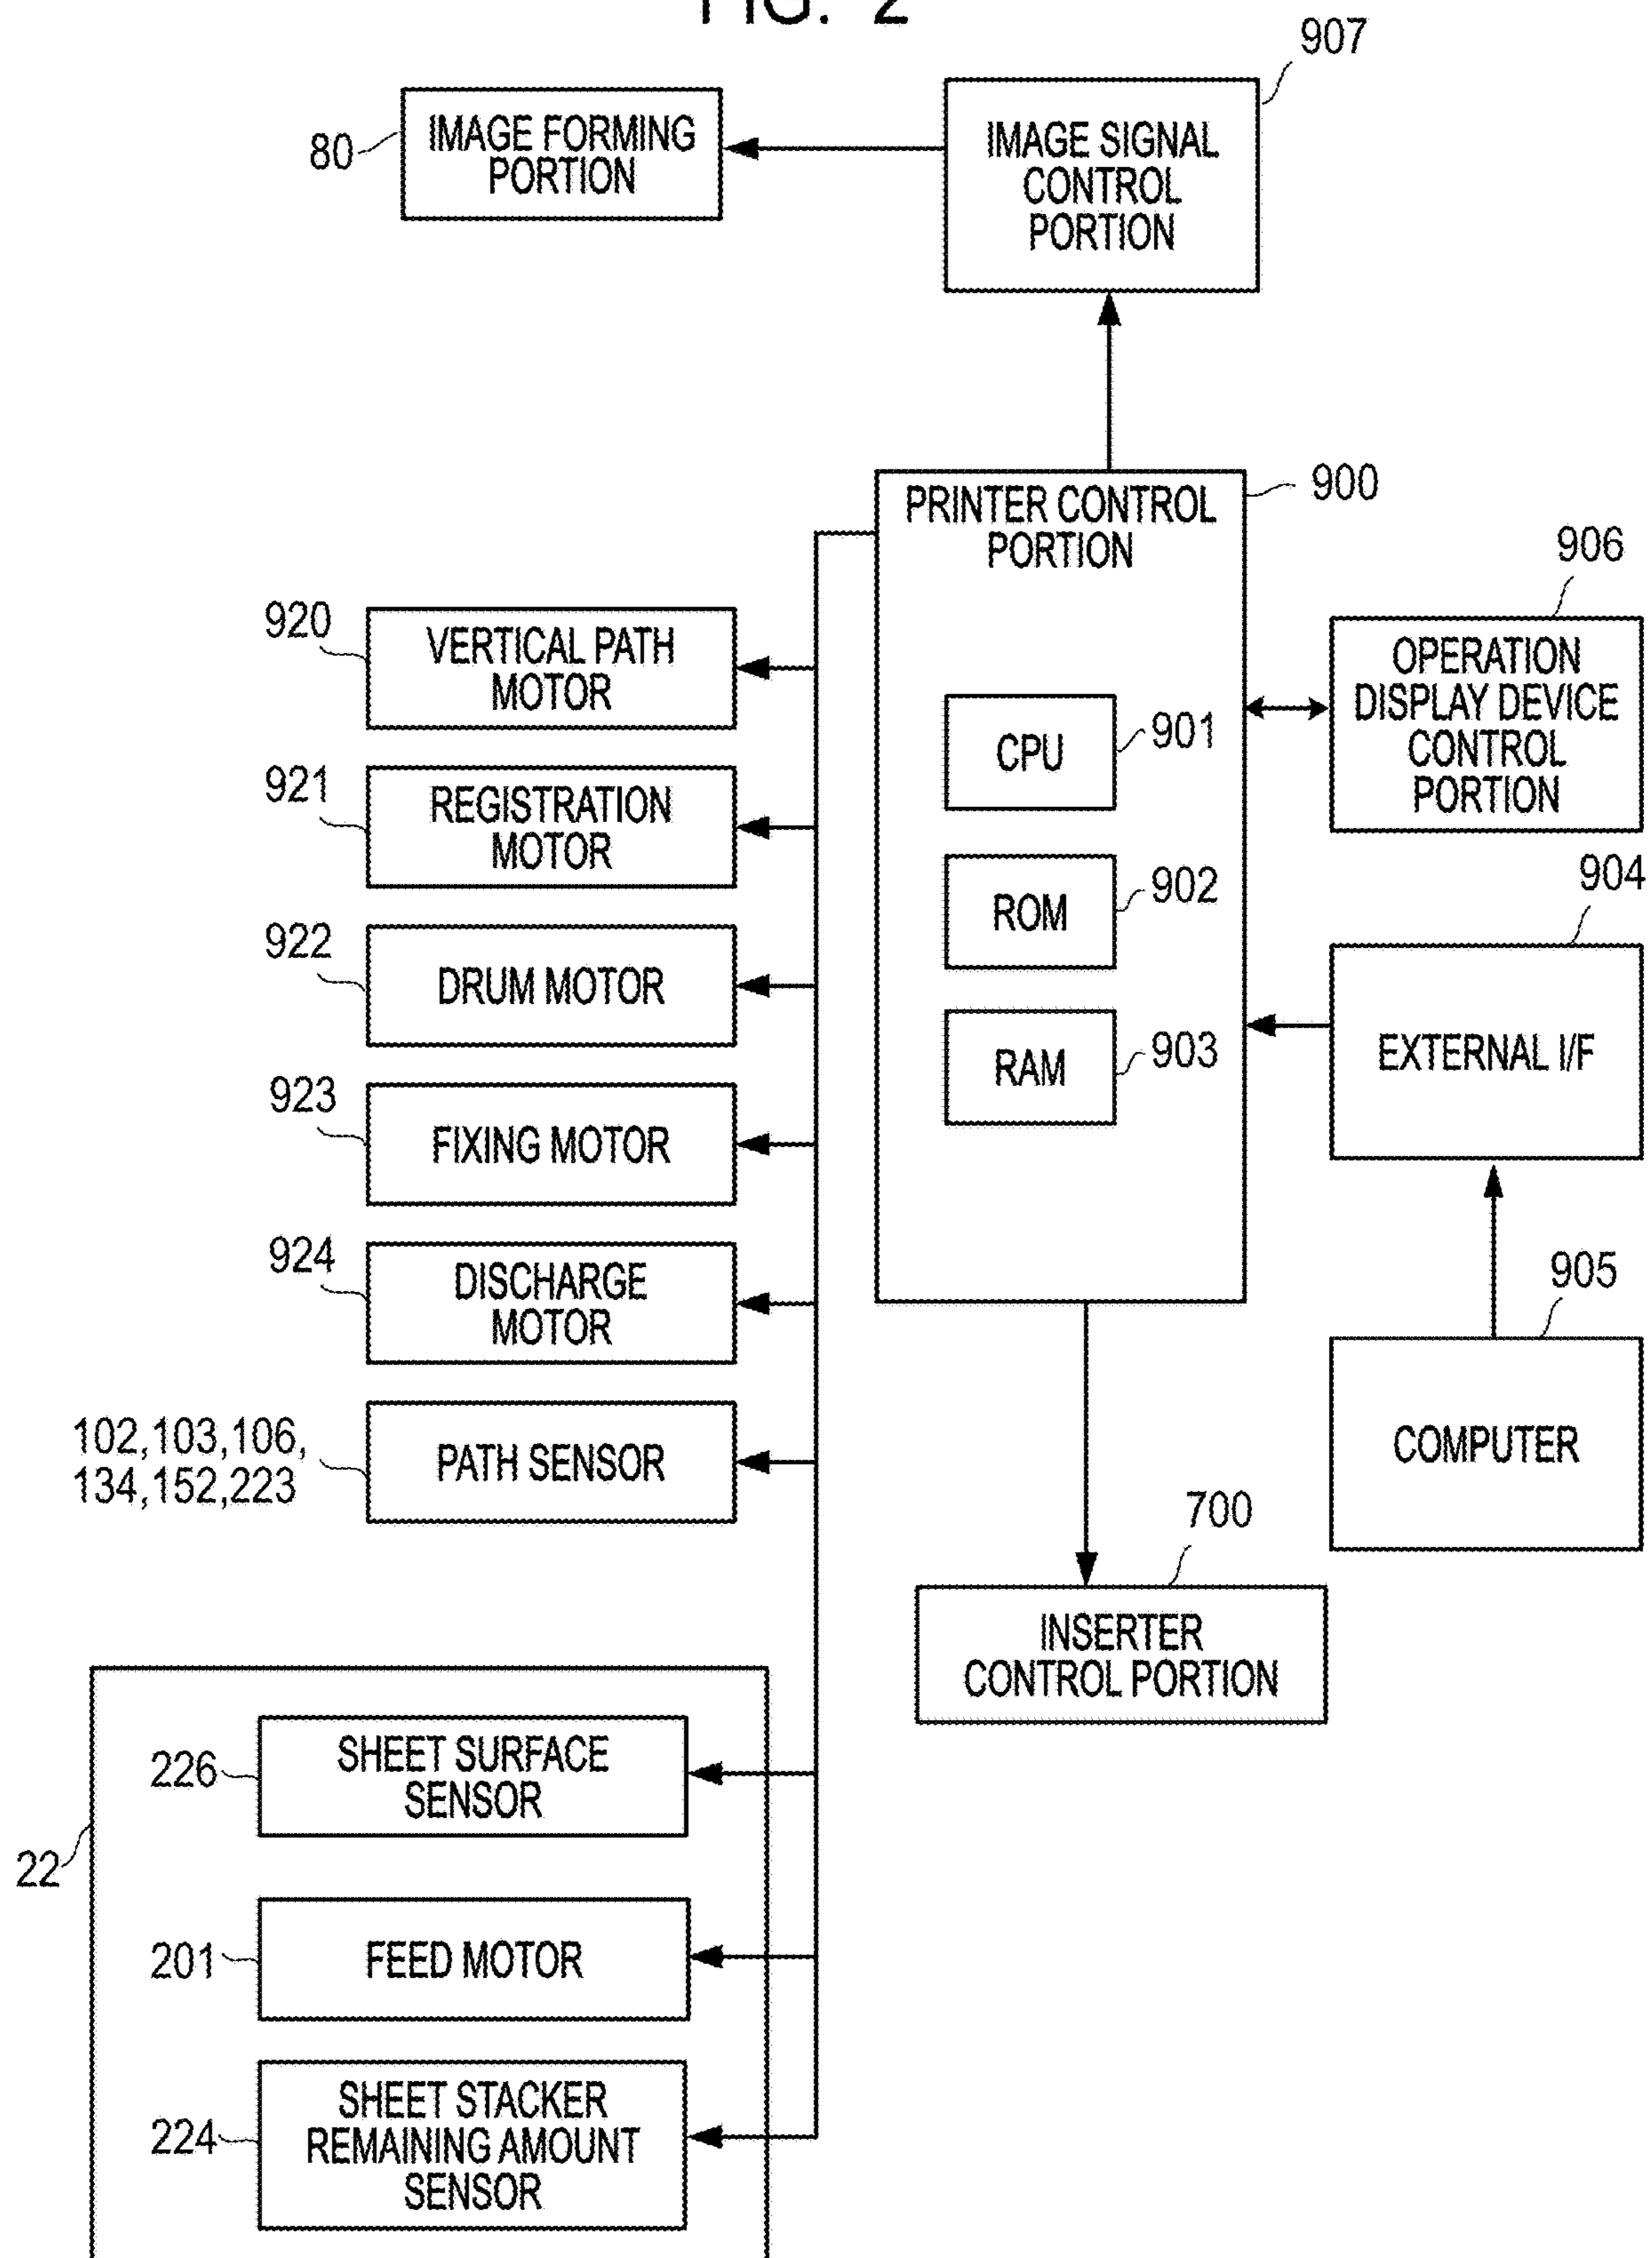 FIG. 2
907
80
IMAGE FORMING
PORTION
IMAGE SIGNAL
CONTROL
PORTION
900
PRINTER CONTROL
PORTION
906
920
VERTICAL PATH
MOTOR
OPERATION
DISPLAY DEVICE
CONTROL
PORTION
CPU
901
921
REGISTRATION
MOTOR
904
ROM
902
922
DRUM MOTOR
EXTERNAL I/F
RAM
903
923
FIXING MOTOR
924
DISCHARGE
MOTOR
905
COMPUTER
102,103,106,
134,152,223
PATH SENSOR
700
INSERTER
CONTROL PORTION
226
SHEET SURFACE
SENSOR
22
201
FEED MOTOR
224
SHEET STACKER
REMAINING AMOUNT
SENSOR